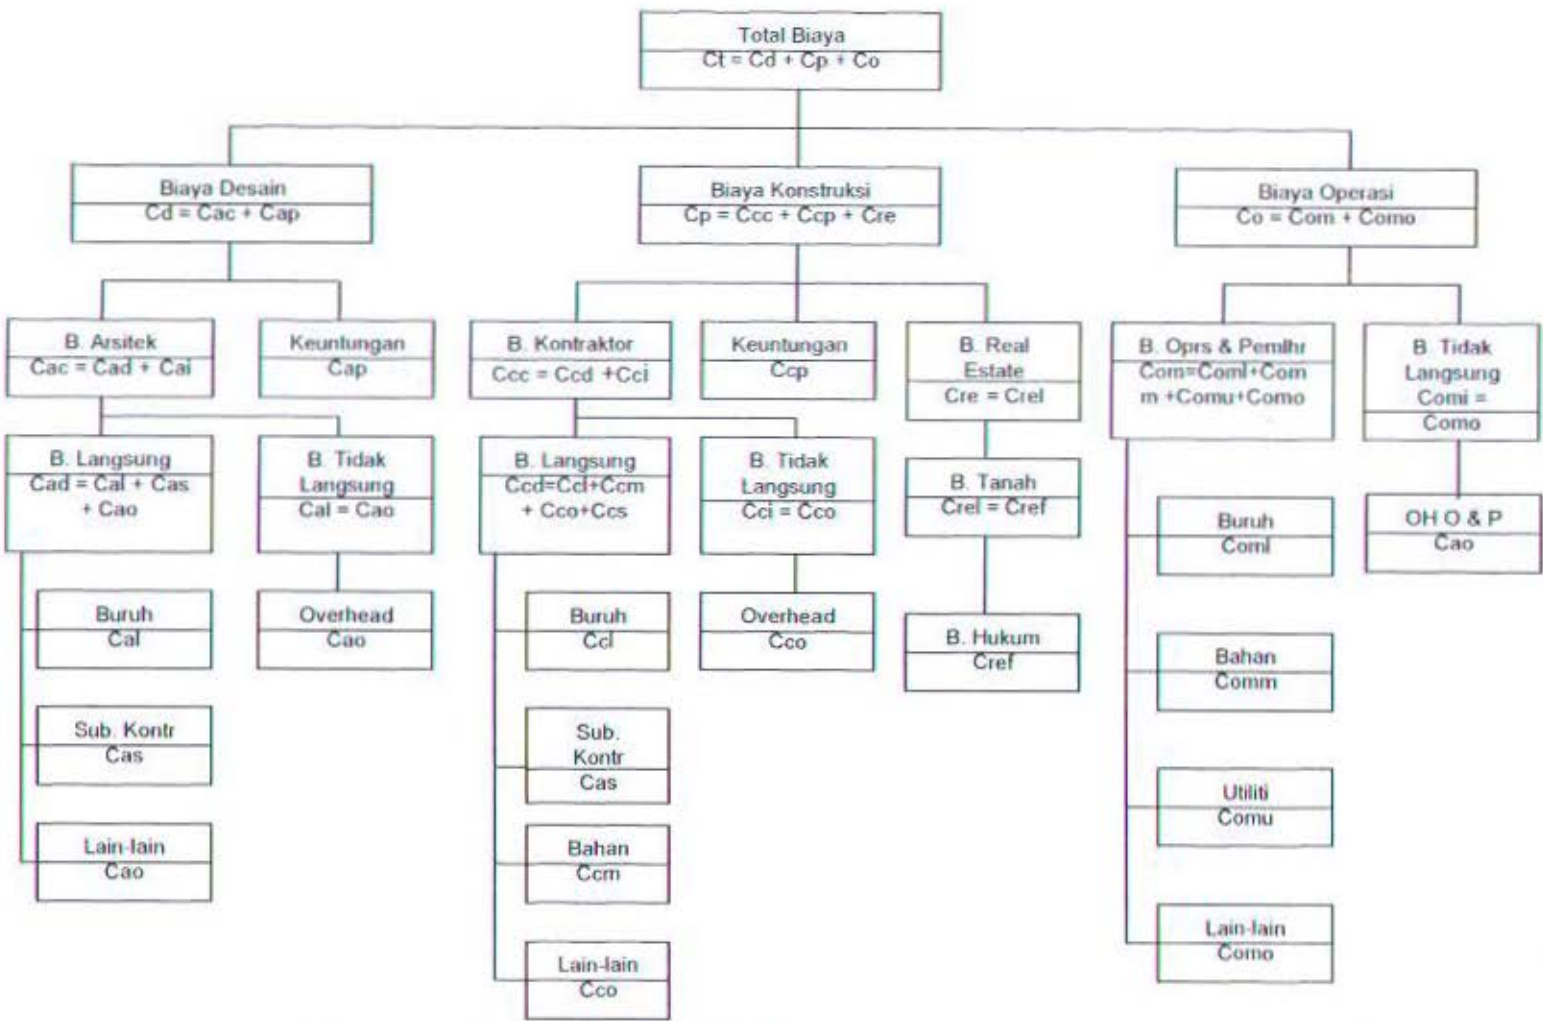 Total Biaya
Ct = Cd + Cp + Co
Biaya Desain
Cd = Cac + Cap
Biaya Konstruksi
Cp = Ccc + Ccp + Cre
Biaya Operasi
Co = Com + Como
B. Arsitek
Cac = Cad + Cai
Keuntungan
Cap
B. Kontraktor
Ccc = Ccd +Cci
Keuntungan
Ccp
B. Real
Estate
Cre = Crel
B. Oprs & Pemlhr
Com=Coml+Com
m +Comu+Como
B. Tidak
Langsung
Comi =
Como
B. Langsung
Cad = Cal + Cas
+ Cao
B. Tidak
Langsung
Cal = Cao
B. Langsung
Ccd=Ccl+Ccm
+ Cco+Ccs
B. Tidak
Langsung
Cci = Cco
B. Tanah
Crel = Cref
Buruh
Coml
OH O & P
Cao
Buruh
Cal
Overhead
Cao
Buruh
Ccl
Overhead
Cco
B. Hukum
Cref
Bahan
Comm
Sub. Kontr
Cas
Sub.
Kontr
Cas
Utiliti
Comu
Lain-lain
Cao
Bahan
Ccm
Lain-lain
Como
Lain-lain
Cco